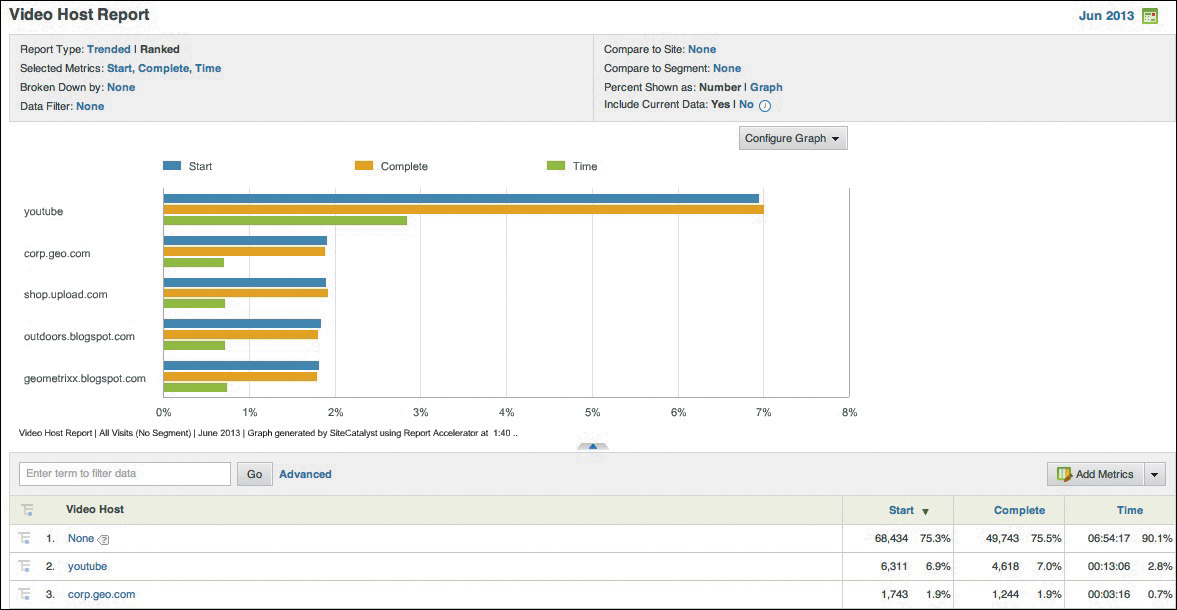 Video Host Report
Jun 2013
Report Type: Trended | Ranked
Selected Metrics: Start, Complete, Time
Broken Down by: None
Data Filter: None
Compare to Site: None
Compare to Segment: None
Percent Shown as: Number | Graph
Include Current Data: Yes | No i
Configure Graph
Start Complete Time
youtube
corp.geo.com
shop.upload.com
outdoors.blogspot.com
geometrixx.blogspot.com
0% 1% 2% 3% 4% 5% 6% 7% 8%
Video Host Report | All Visits (No Segment) | June 2013 | Graph generated by SiteCatalyst using Report Accelerator at 1:40 ..
Enter term to filter data Go Advanced Add Metrics
Video Host Start Complete Time
1. None ? 68,434 75.3% 49,743 75.5% 06:54:17 90.1%
2. youtube 6,311 6.9% 4,618 7.0% 00:13:06 2.8%
3. corp.geo.com 1,743 1.9% 1,244 1.9% 00:03:16 0.7%